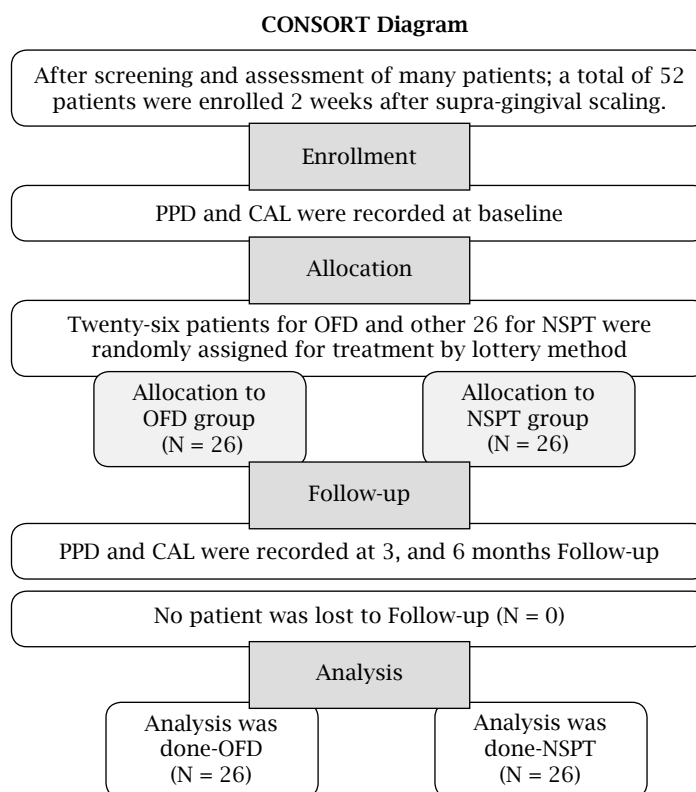 CONSORT Diagram
After screening and assessment of many patients; a total of 52
patients were enrolled 2 weeks after supra-gingival scaling.
Enrollment
PPD and CAL were recorded at baseline
Allocation
Twenty-six patients for OFD and other 26 for NSPT were
randomly assigned for treatment by lottery method
Allocation to
OFD group
(N = 26)
Allocation to
NSPT group
(N = 26)
Follow-up
PPD and CAL were recorded at 3, and 6 months Follow-up
No patient was lost to Follow-up (N = 0)
Analysis
Analysis was
done-OFD
(N = 26)
Analysis was
done-NSPT
(N = 26)